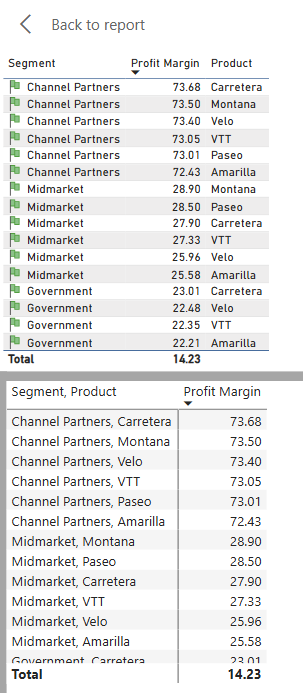 Back to report
Segment Profit Margin Product
Channel Partners 73.68 Carretera
Channel Partners 73.50 Montana
Channel Partners 73.40 Velo
Channel Partners 73.05 VTT
Channel Partners 73.01 Paseo
Channel Partners 72.43 Amarilla
Midmarket 28.90 Montana
Midmarket 28.50 Paseo
Midmarket 27.90 Carretera
Midmarket 27.33 VTT
Midmarket 25.96 Velo
Midmarket 25.58 Amarilla
Government 23.01 Carretera
Government 22.48 Velo
Government 22.35 VTT
Government 22.21 Amarilla
Total 14.23
Segment, Product Profit Margin
Channel Partners, Carretera 73.68
Channel Partners, Montana 73.50
Channel Partners, Velo 73.40
Channel Partners, VTT 73.05
Channel Partners, Paseo 73.01
Channel Partners, Amarilla 72.43
Midmarket, Montana 28.90
Midmarket, Paseo 28.50
Midmarket, Carretera 27.90
Midmarket, VTT 27.33
Midmarket, Velo 25.96
Midmarket, Amarilla 25.58
Government, Carretera 23.01
Total 14.23